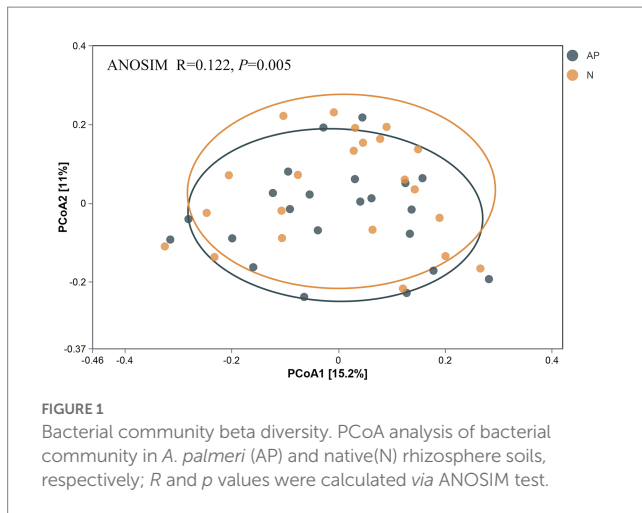 0.4
ANOSIM R=0.122, P=0.005
AP
N
0.2
PCoA2 [11%]
0
-0.2
-0.37
-0.46 -0.4 -0.2 0 0.2 0.4
PCoA1 [15.2%]
FIGURE 1
Bacterial community beta diversity. PCoA analysis of bacterial
community in A. palmeri (AP) and native(N) rhizosphere soils,
respectively; R and p values were calculated via ANOSIM test.